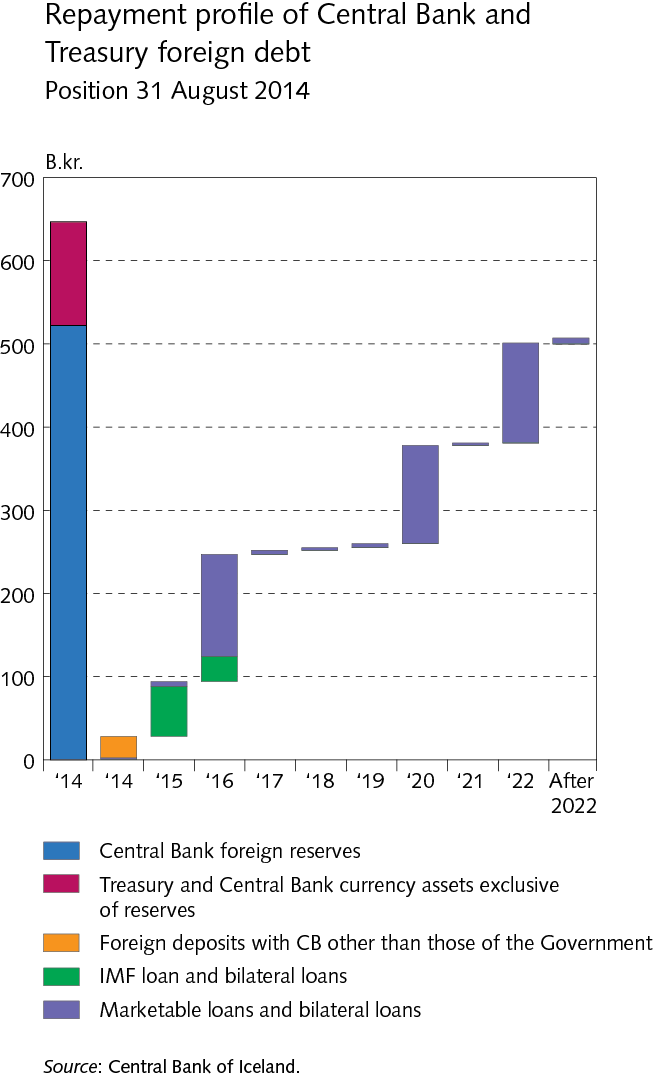 Repayment profile of Central Bank and
Treasury foreign debt
Position 31 August 2014
B.kr.
700
600
500
400
300
200
100
0
‘14 ‘14 ‘15 ‘16 ‘17 ‘18 ‘19 ‘20 ‘21 ‘22 After
2022
Central Bank foreign reserves
Treasury and Central Bank currency assets exclusive
of reserves
Foreign deposits with CB other than those of the Government
IMF loan and bilateral loans
Marketable loans and bilateral loans
Source: Central Bank of Iceland.